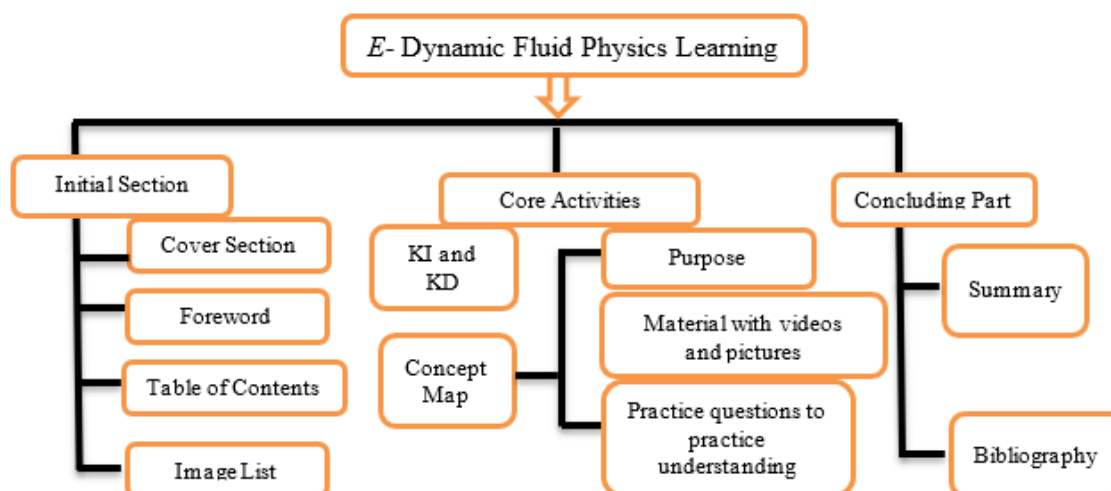 E- Dynamic Fluid Physics Learning
Initial Section
Cover Section
Foreword
Table of Contents
Image List
Core Activities
KI and
KD
Concept
Map
Purpose
Material with videos
and pictures
Practice questions to
practice
understanding
Concluding Part
Summary
Bibliography